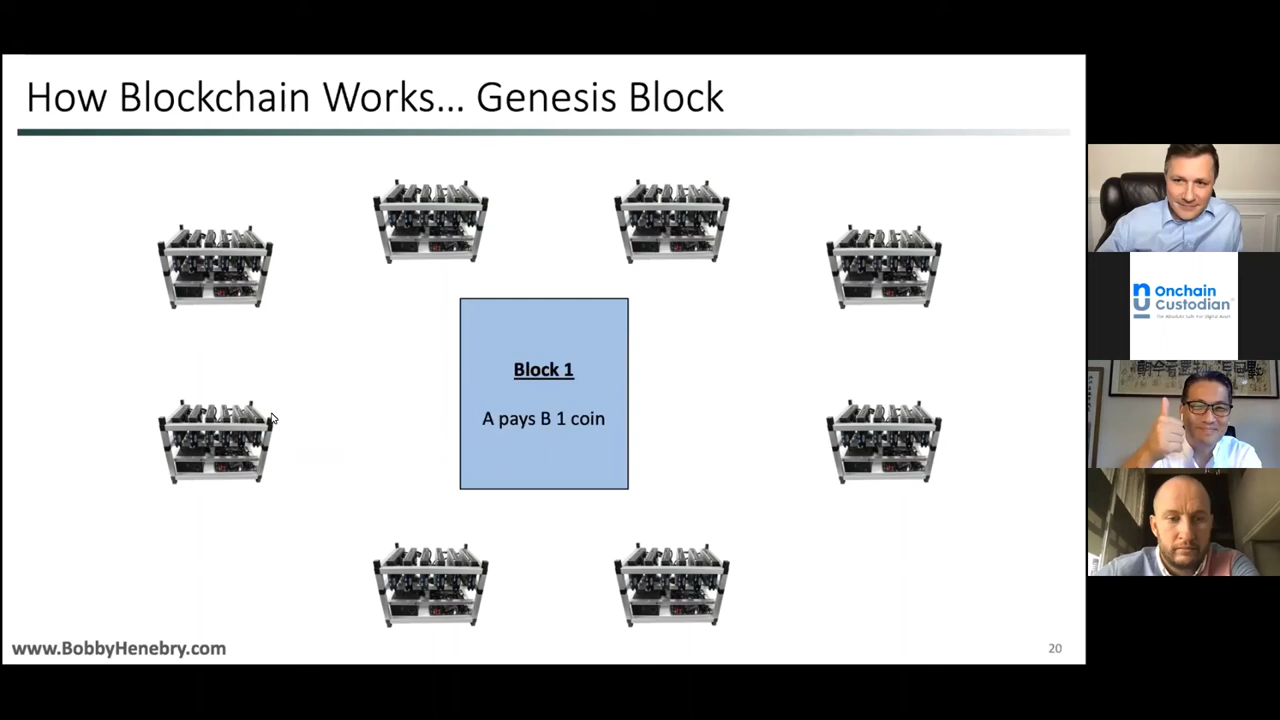 How Blockchain Works... Genesis Block
Block 1
A pays B 1 coin
www.BobbyHenebry.com
20
Onchain
Custodian